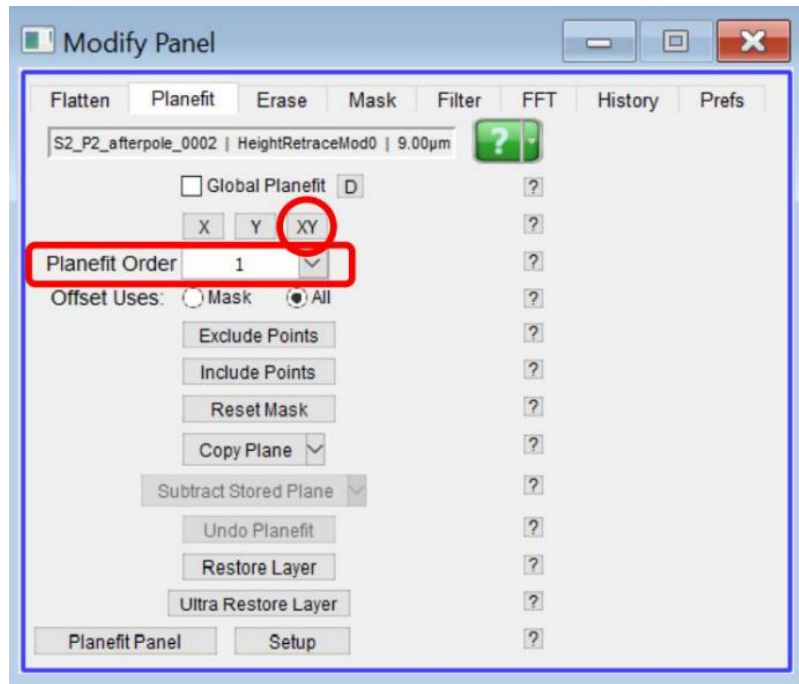 Modify Panel
Flatten Planefit Erase Mask Filter FFT History Prefs
S2_P2_afterpole_0002 | HeightRetraceMod0 | 9.00µm ?
Global Planefit D ?
X Y XY ?
Planefit Order 1 ?
Offset Uses: Mask All ?
Exclude Points ?
Include Points ?
Reset Mask ?
Copy Plane ?
Subtract Stored Plane ?
Undo Planefit ?
Restore Layer ?
Ultra Restore Layer ?
Planefit Panel Setup ?